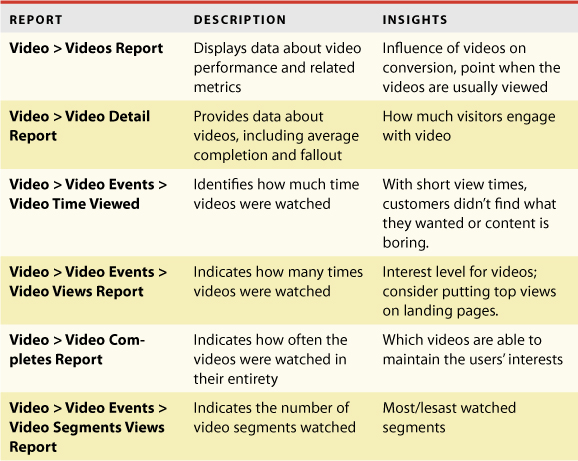 REPORT DESCRIPTION INSIGHTS
Video > Videos Report
Displays data about video
performance and related
metrics
Influence of videos on
conversion, point when the
videos are usually viewed
Video > Video Detail
Report
Provides data about
videos, including average
completion and fallout
How much visitors engage
with video
Video > Video Events >
Video Time Viewed
Identifies how much time
videos were watched
With short view times,
customers didn’t find what
they wanted or content is
boring.
Video > Video Events >
Video Views Report
Indicates how many times
videos were watched
Interest level for videos;
consider putting top views
on landing pages.
Video > Video Com-
pletes Report
Indicates how often the
videos were watched in
their entirety
Which videos are able to
maintain the users’ interests
Video > Video Events >
Video Segments Views
Report
Indicates the number of
video segments watched
Most/lesast watched
segments